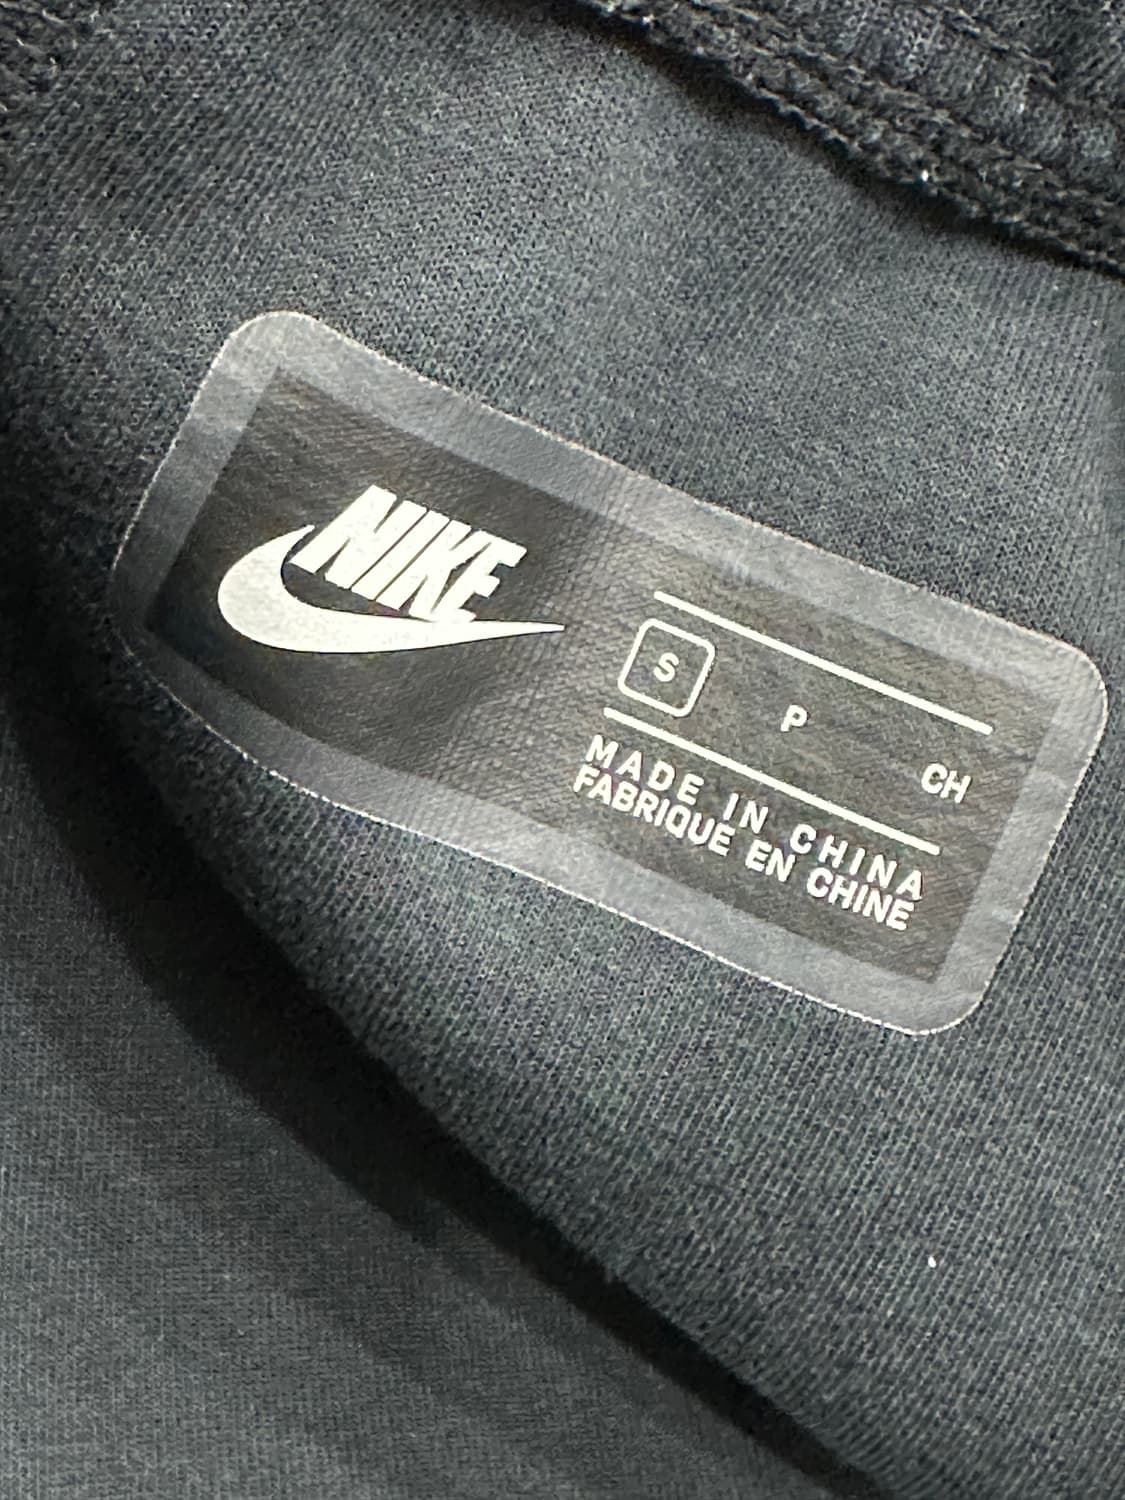 NIKE
S P CH
MADE IN CHINA
FABRIQUE EN CHINE